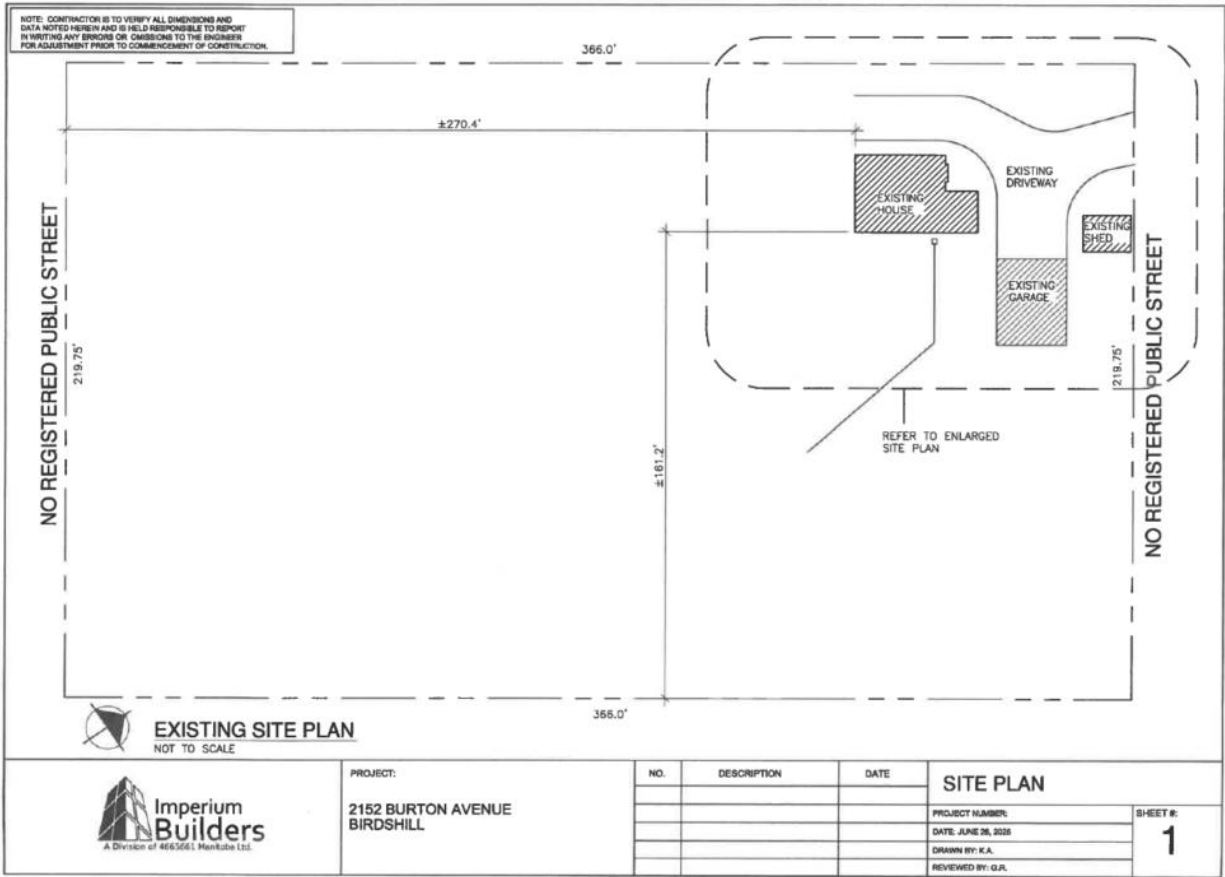 NOTE: CONTRACTOR IS TO VERIFY ALL DIMENSIONS AND
DATA NOTED HEREIN AND IS HELD RESPONSIBLE TO REPORT
IN WRITING ANY ERRORS OR OMISSIONS TO THE ENGINEER
FOR ADJUSTMENT PRIOR TO COMMENCEMENT OF CONSTRUCTION.
366.0'
±270.4'
EXISTING
DRIVEWAY
EXISTING
HOUSE
EXISTING
SHED
EXISTING
GARAGE
NO REGISTERED PUBLIC STREET
219.75'
±161.2'
219.75'
NO REGISTERED PUBLIC STREET
REFER TO ENLARGED
SITE PLAN
366.0'
EXISTING SITE PLAN
NOT TO SCALE
Imperium
Builders
A Division of 4665661 Manitoba Ltd.
PROJECT:
2152 BURTON AVENUE
BIRDSHILL
NO. DESCRIPTION DATE
SITE PLAN
PROJECT NUMBER:
DATE: JUNE 26, 2025
DRAWN BY: K.A.
REVIEWED BY: G.R.
SHEET #:
1